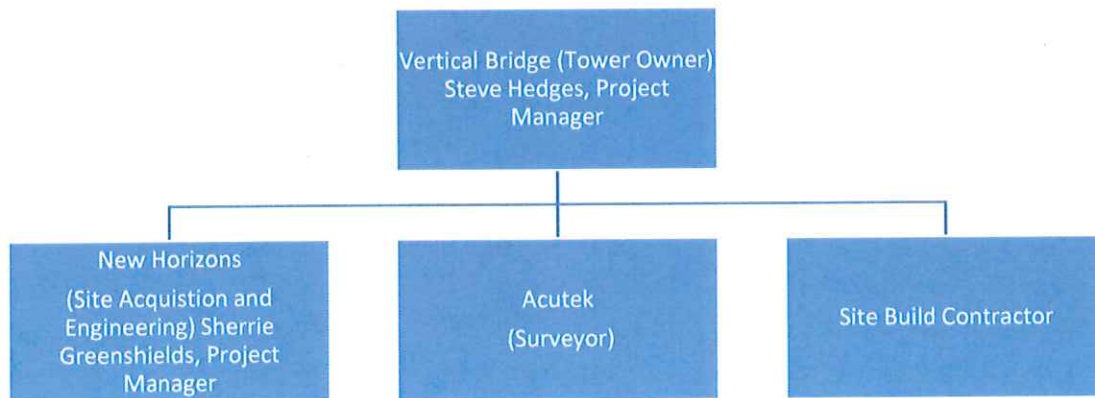 Vertical Bridge (Tower Owner)
Steve Hedges, Project
Manager
New Horizons
(Site Acquistion and
Engineering) Sherrie
Greenshields, Project
Manager
Acutek
(Surveyor)
Site Build Contractor